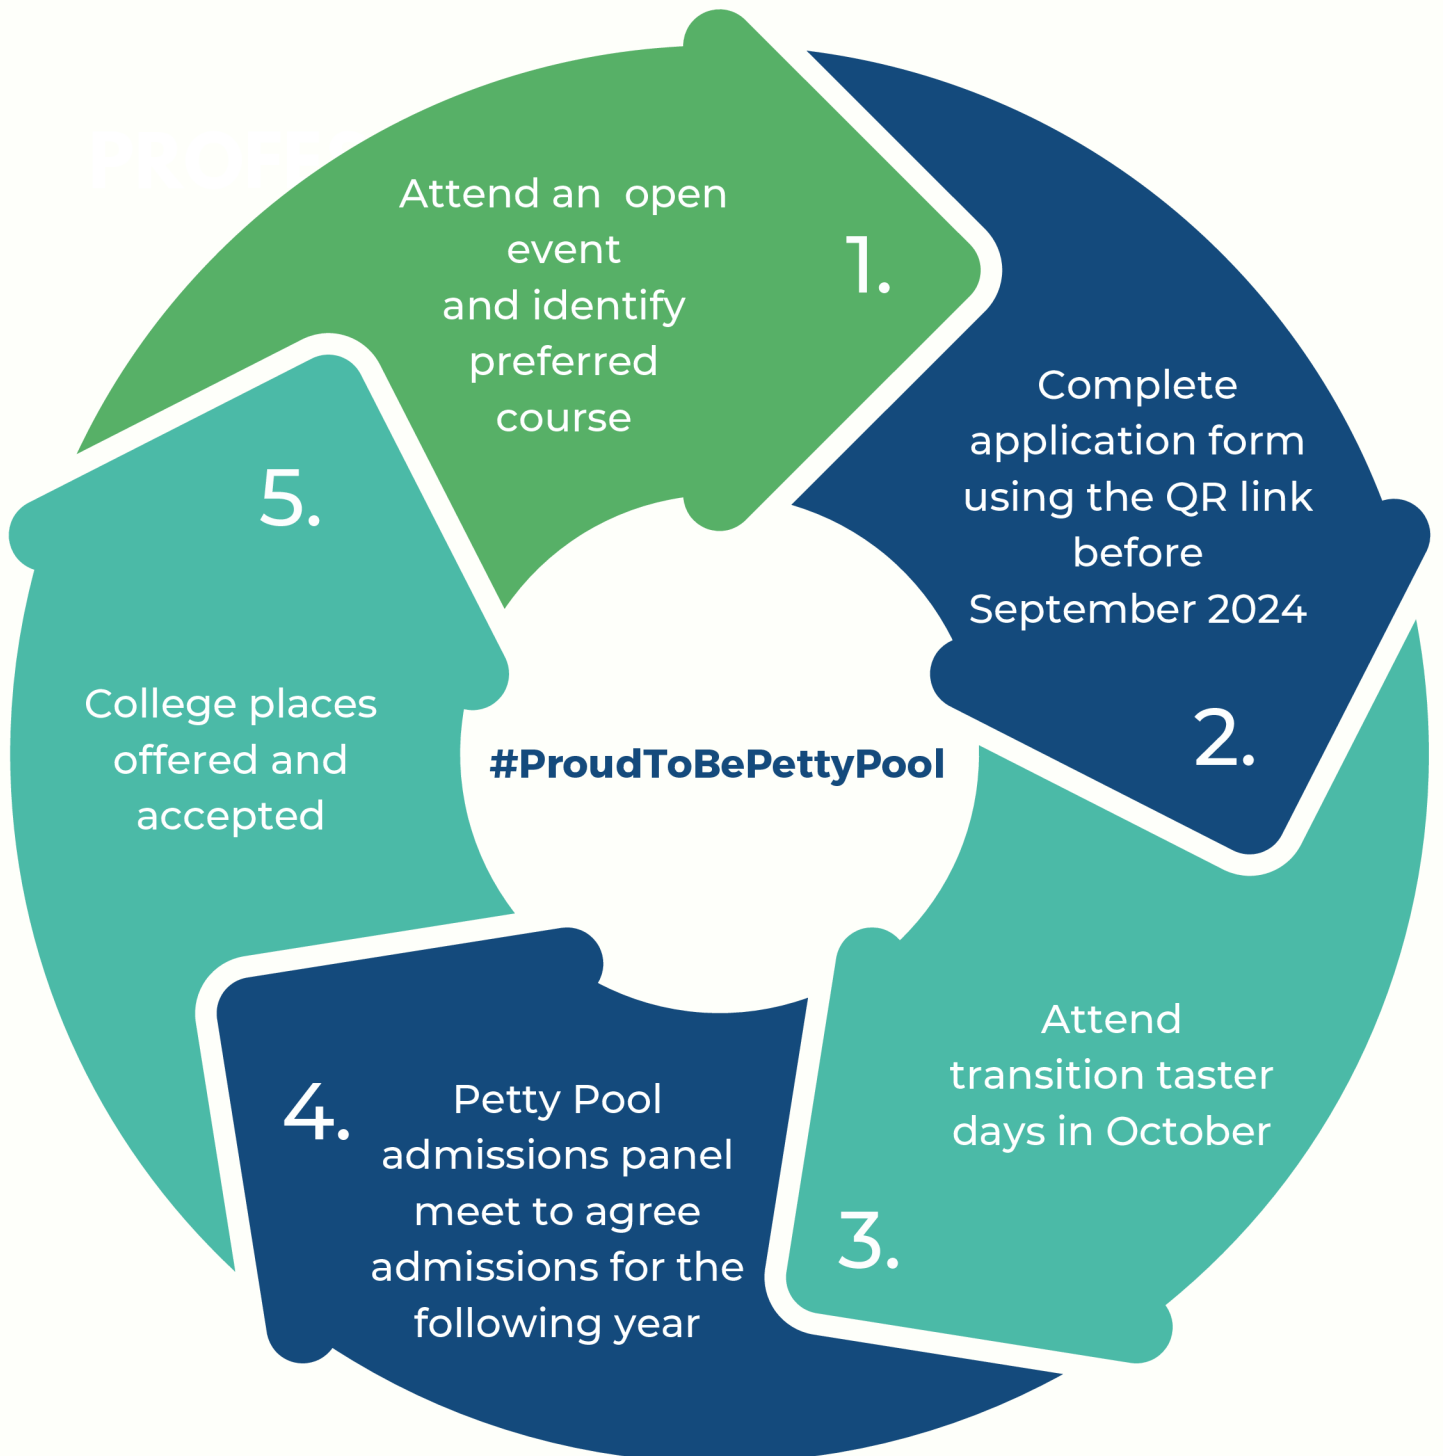 Attend an open
event
and identify
preferred
course
1.
Complete
application form
using the QR link
before
September 2024
2.
Attend
transition taster
days in October
3.
4.
Petty Pool
admissions panel
meet to agree
admissions for the
following year
5.
College places
offered and
accepted
#ProudToBePettyPool